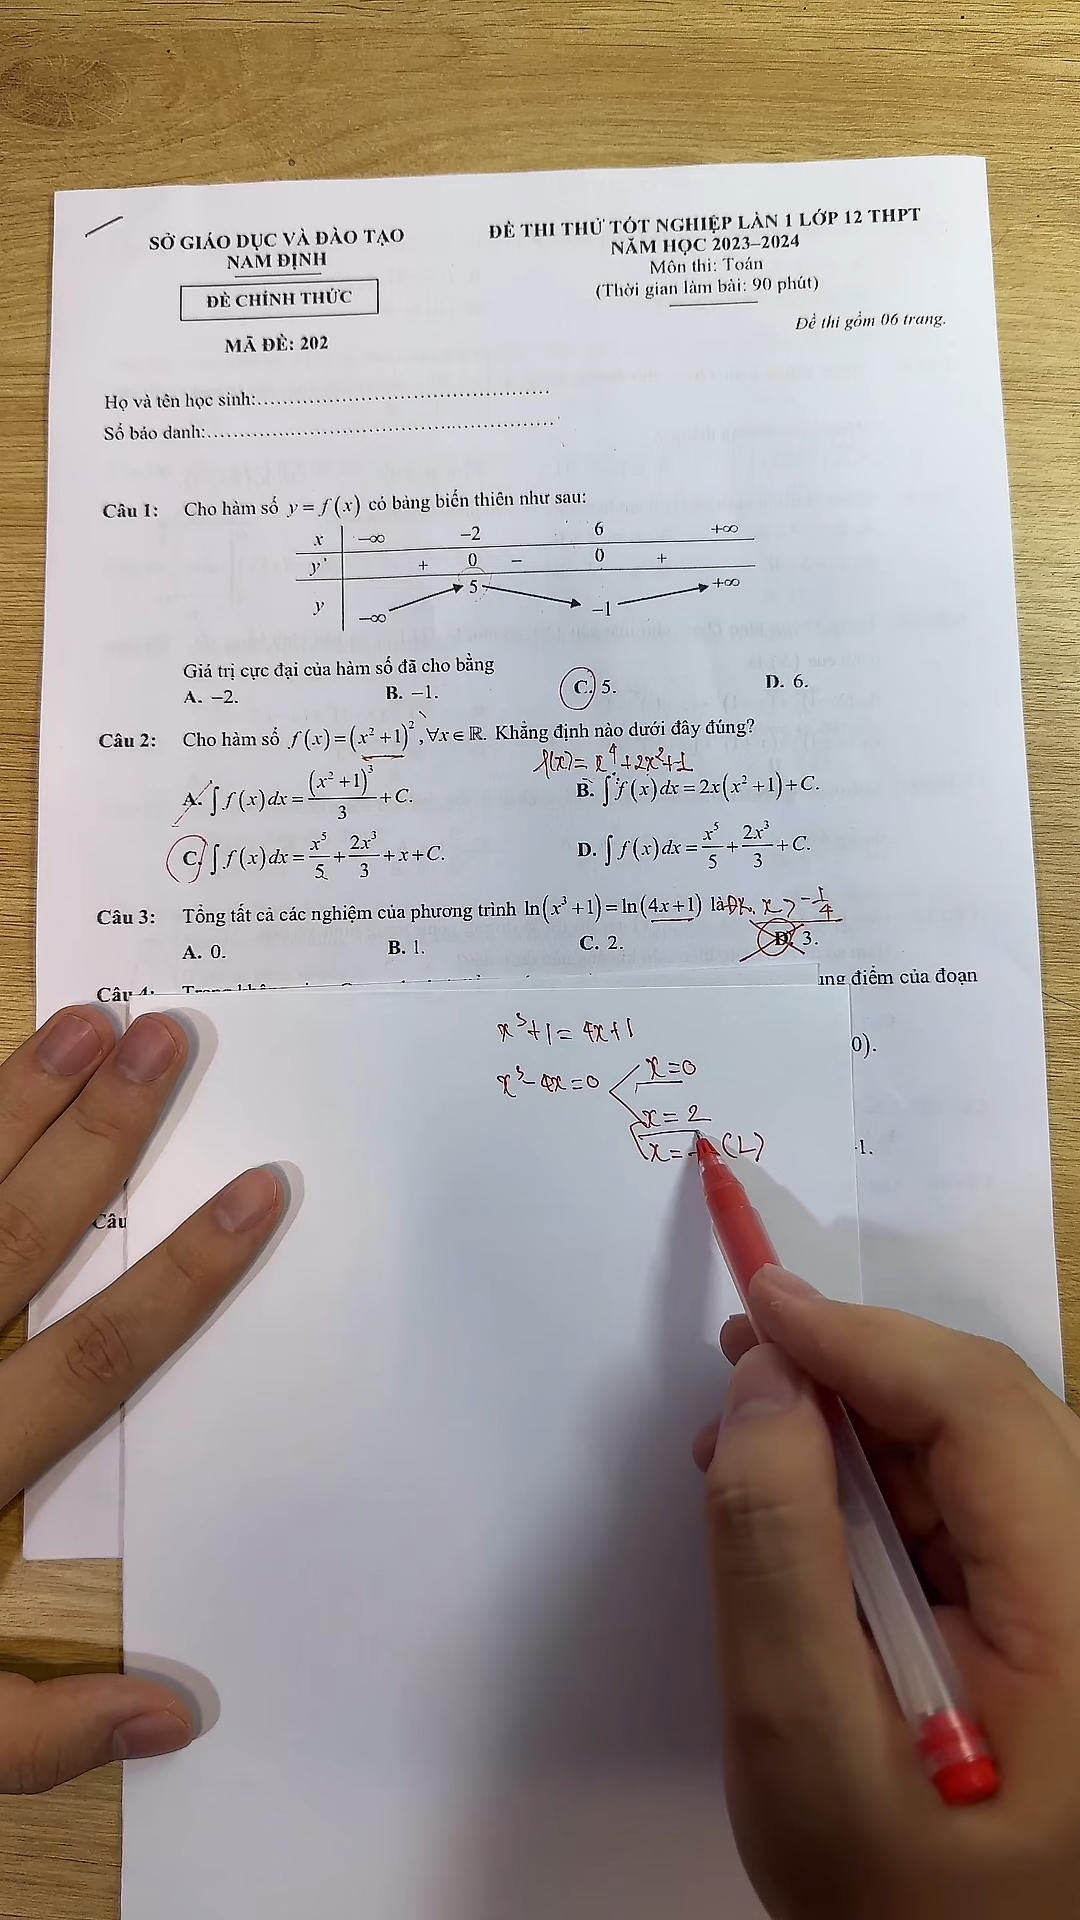 SỞ GIÁO DỤC VÀ ĐÀO TẠO
NAM ĐỊNH
ĐỀ CHÍNH THỨC
MÃ ĐỀ: 202
ĐỀ THI THỬ TỐT NGHIỆP LẦN 1 LỚP 12 THPT
NĂM HỌC 2023–2024
Môn thi: Toán
(Thời gian làm bài: 90 phút)
Đề thi gồm 06 trang.
Họ và tên học sinh:
Số báo danh:
Câu 1: Cho hàm số y = f(x) có bảng biến thiên như sau:
x −∞ −2 6 +∞
y' + 0 − 0 +
y −∞ 5 −1 +∞
Giá trị cực đại của hàm số đã cho bằng
A. −2. B. −1. C. 5. D. 6.
Câu 2: Cho hàm số f(x) = (x² + 1)², ∀x ∈ ℝ. Khẳng định nào dưới đây đúng?
f(x) = x⁴ + 2x² + 1
A. ∫ f(x)dx = (x² + 1)³/3 + C. B. ∫ f(x)dx = 2x(x² + 1) + C.
C. ∫ f(x)dx = x⁵/5 + 2x³/3 + x + C. D. ∫ f(x)dx = x⁵/5 + 2x³/3 + C.
Câu 3: Tổng tất cả các nghiệm của phương trình ln(x³ + 1) = ln(4x + 1) là ĐK. x > −1/4
A. 0. B. 1. C. 2. D. 3.
Câu 4: ng điểm của đoạn
x³ + 1 = 4x + 1
0).
x³ − 4x = 0 x = 0
x = 2
x = (L)
1.
Câu